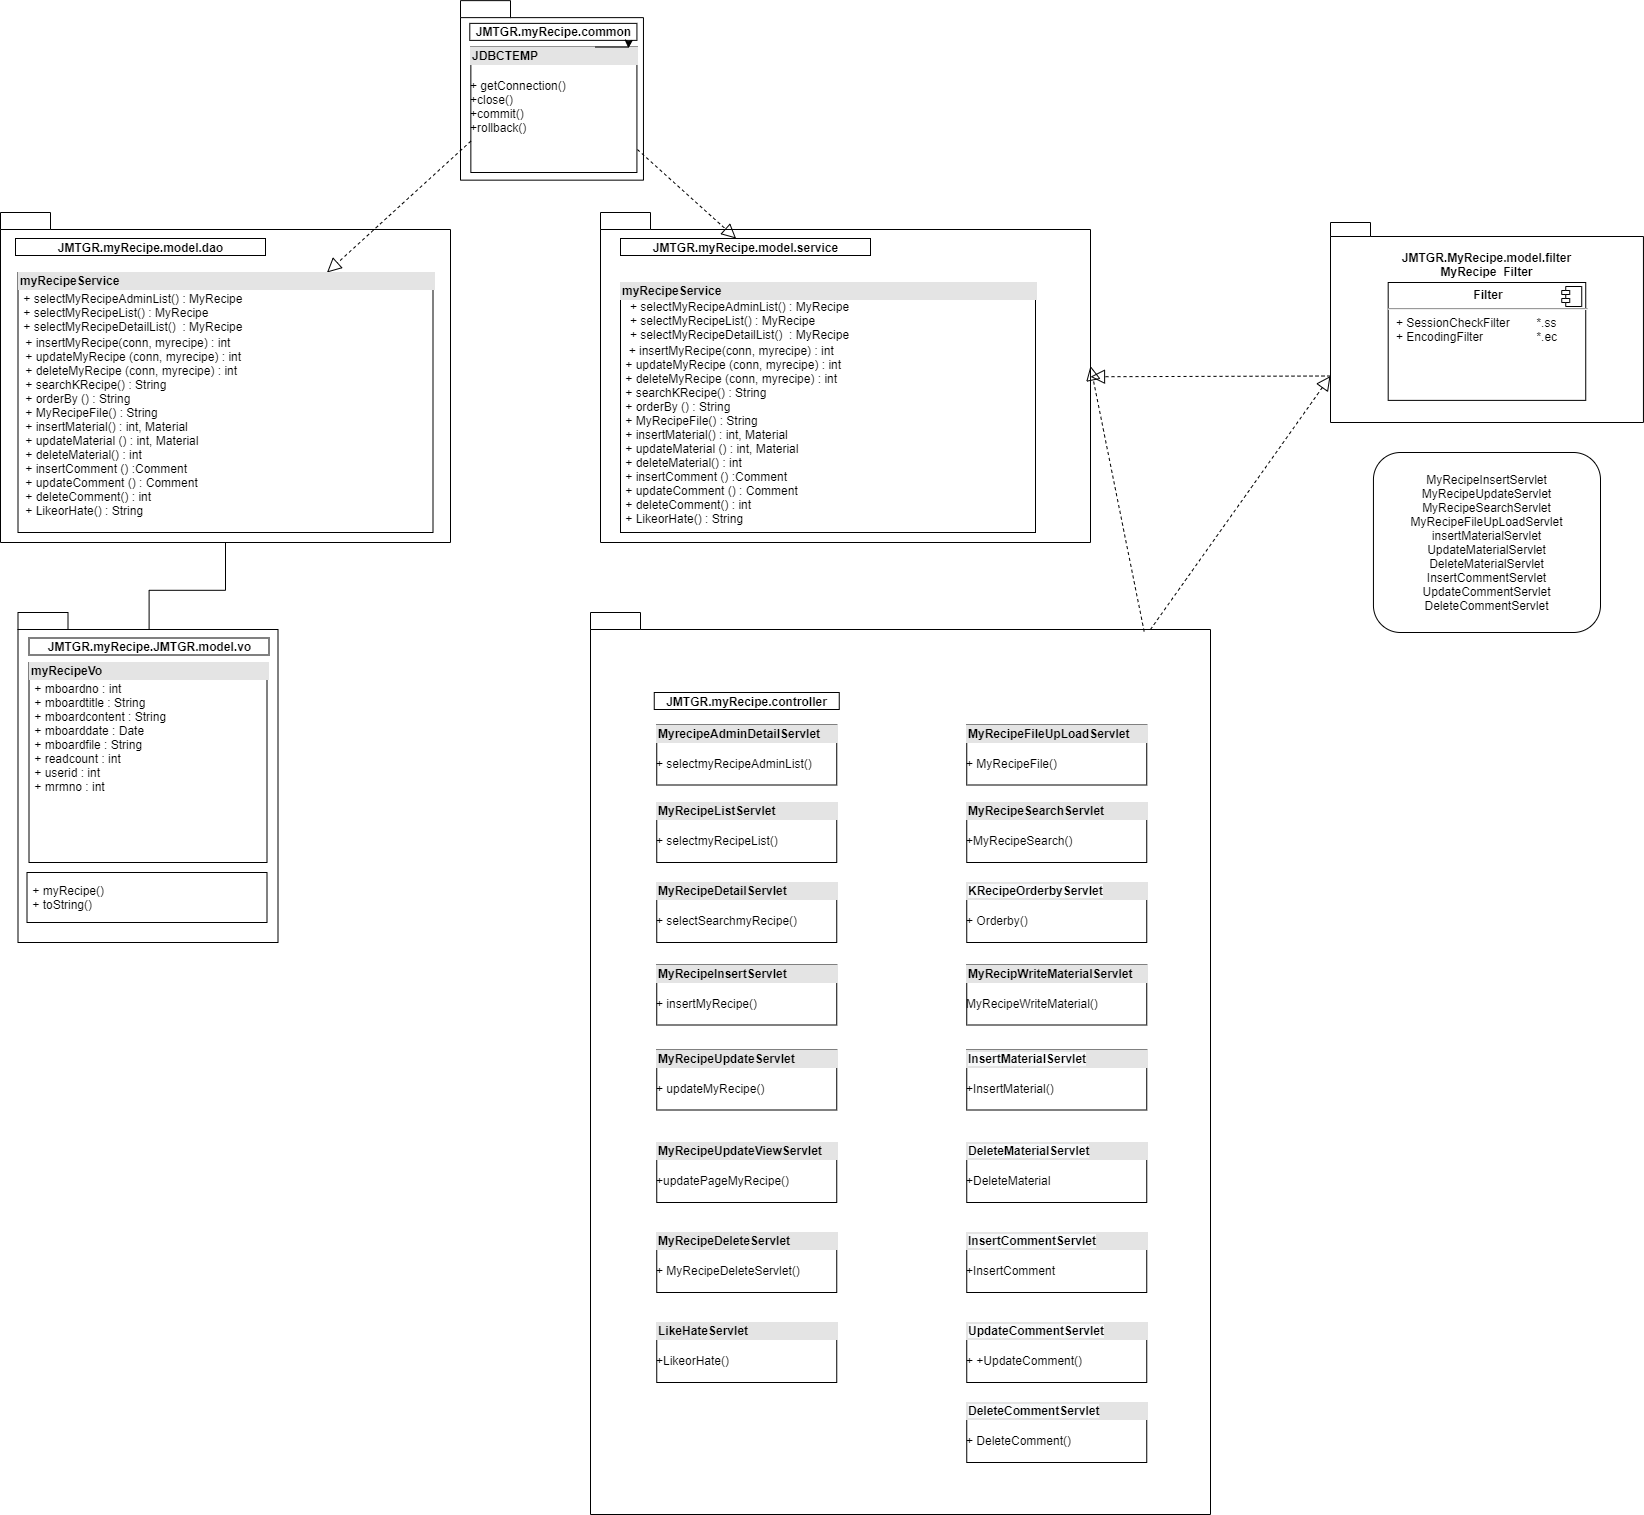 JMTGR.myRecipe.common
JDBCTEMP
+ getConnection()
+close()
+commit()
+rollback()
JMTGR.myRecipe.model.dao
myRecipeService
+ selectMyRecipeAdminList() : MyRecipe
+ selectMyRecipeList() : MyRecipe
+ selectMyRecipeDetailList()  : MyRecipe
+ insertMyRecipe(conn, myrecipe) : int
+ updateMyRecipe (conn, myrecipe) : int
+ deleteMyRecipe (conn, myrecipe) : int
+ searchKRecipe() : String
+ orderBy () : String
+ MyRecipeFile() : String
+ insertMaterial() : int, Material
+ updateMaterial () : int, Material
+ deleteMaterial() : int
+ insertComment () :Comment
+ updateComment () : Comment
+ deleteComment() : int
+ LikeorHate() : String
JMTGR.myRecipe.model.service
myRecipeService
+ selectMyRecipeAdminList() : MyRecipe
+ selectMyRecipeList() : MyRecipe
+ selectMyRecipeDetailList()  : MyRecipe
+ insertMyRecipe(conn, myrecipe) : int
+ updateMyRecipe (conn, myrecipe) : int
+ deleteMyRecipe (conn, myrecipe) : int
+ searchKRecipe() : String
+ orderBy () : String
+ MyRecipeFile() : String
+ insertMaterial() : int, Material
+ updateMaterial () : int, Material
+ deleteMaterial() : int
+ insertComment () :Comment
+ updateComment () : Comment
+ deleteComment() : int
+ LikeorHate() : String
JMTGR.MyRecipe.model.filter
MyRecipe  Filter
Filter
+ SessionCheckFilter *.ss
+ EncodingFilter *.ec
MyRecipeInsertServlet
MyRecipeUpdateServlet
MyRecipeSearchServlet
MyRecipeFileUpLoadServlet
insertMaterialServlet
UpdateMaterialServlet
DeleteMaterialServlet
InsertCommentServlet
UpdateCommentServlet
DeleteCommentServlet
JMTGR.myRecipe.JMTGR.model.vo
myRecipeVo
+ mboardno : int
+ mboardtitle : String
+ mboardcontent : String
+ mboarddate : Date
+ mboardfile : String
+ readcount : int
+ userid : int
+ mrmno : int
+ myRecipe()
+ toString()
JMTGR.myRecipe.controller
MyrecipeAdminDetailServlet
+ selectmyRecipeAdminList()
MyRecipeListServlet
+ selectmyRecipeList()
MyRecipeDetailServlet
+ selectSearchmyRecipe()
MyRecipeInsertServlet
+ insertMyRecipe()
MyRecipeUpdateServlet
+ updateMyRecipe()
MyRecipeUpdateViewServlet
+updatePageMyRecipe()
MyRecipeDeleteServlet
+ MyRecipeDeleteServlet()
LikeHateServlet
+LikeorHate()
MyRecipeFileUpLoadServlet
+ MyRecipeFile()
MyRecipeSearchServlet
+MyRecipeSearch()
KRecipeOrderbyServlet
+ Orderby()
MyRecipWriteMaterialServlet
MyRecipeWriteMaterial()
InsertMaterialServlet
+InsertMaterial()
DeleteMaterialServlet
+DeleteMaterial
InsertCommentServlet
+InsertComment
UpdateCommentServlet
+ +UpdateComment()
DeleteCommentServlet
+ DeleteComment()